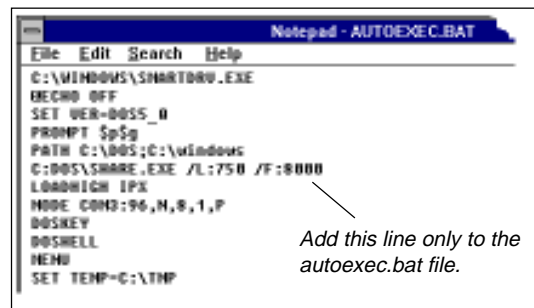 Notepad - AUTOEXEC.BAT
File Edit Search Help
C:\WINDOWS\SMARTDRV.EXE
@ECHO OFF
SET VER=DOS5_0
PROMPT $p$g
PATH C:\DOS;C:\windows
C:DOS\SHARE.EXE /L:750 /F:8000
LOADHIGH IPX
MODE COM3:96,N,8,1,P
DOSKEY
DOSHELL
MENU
SET TEMP=C:\TMP
Add this line only to the
autoexec.bat file.